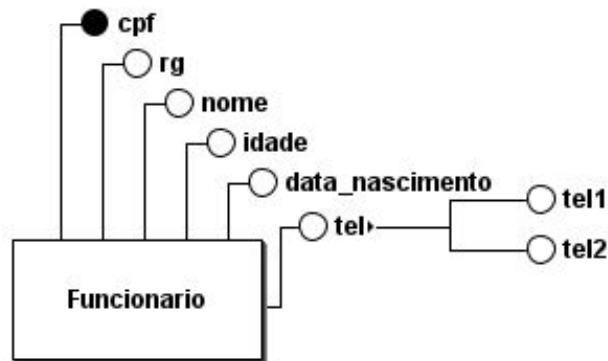 cpf
rg
nome
idade
data_nascimento
tel
tel1
tel2
Funcionario